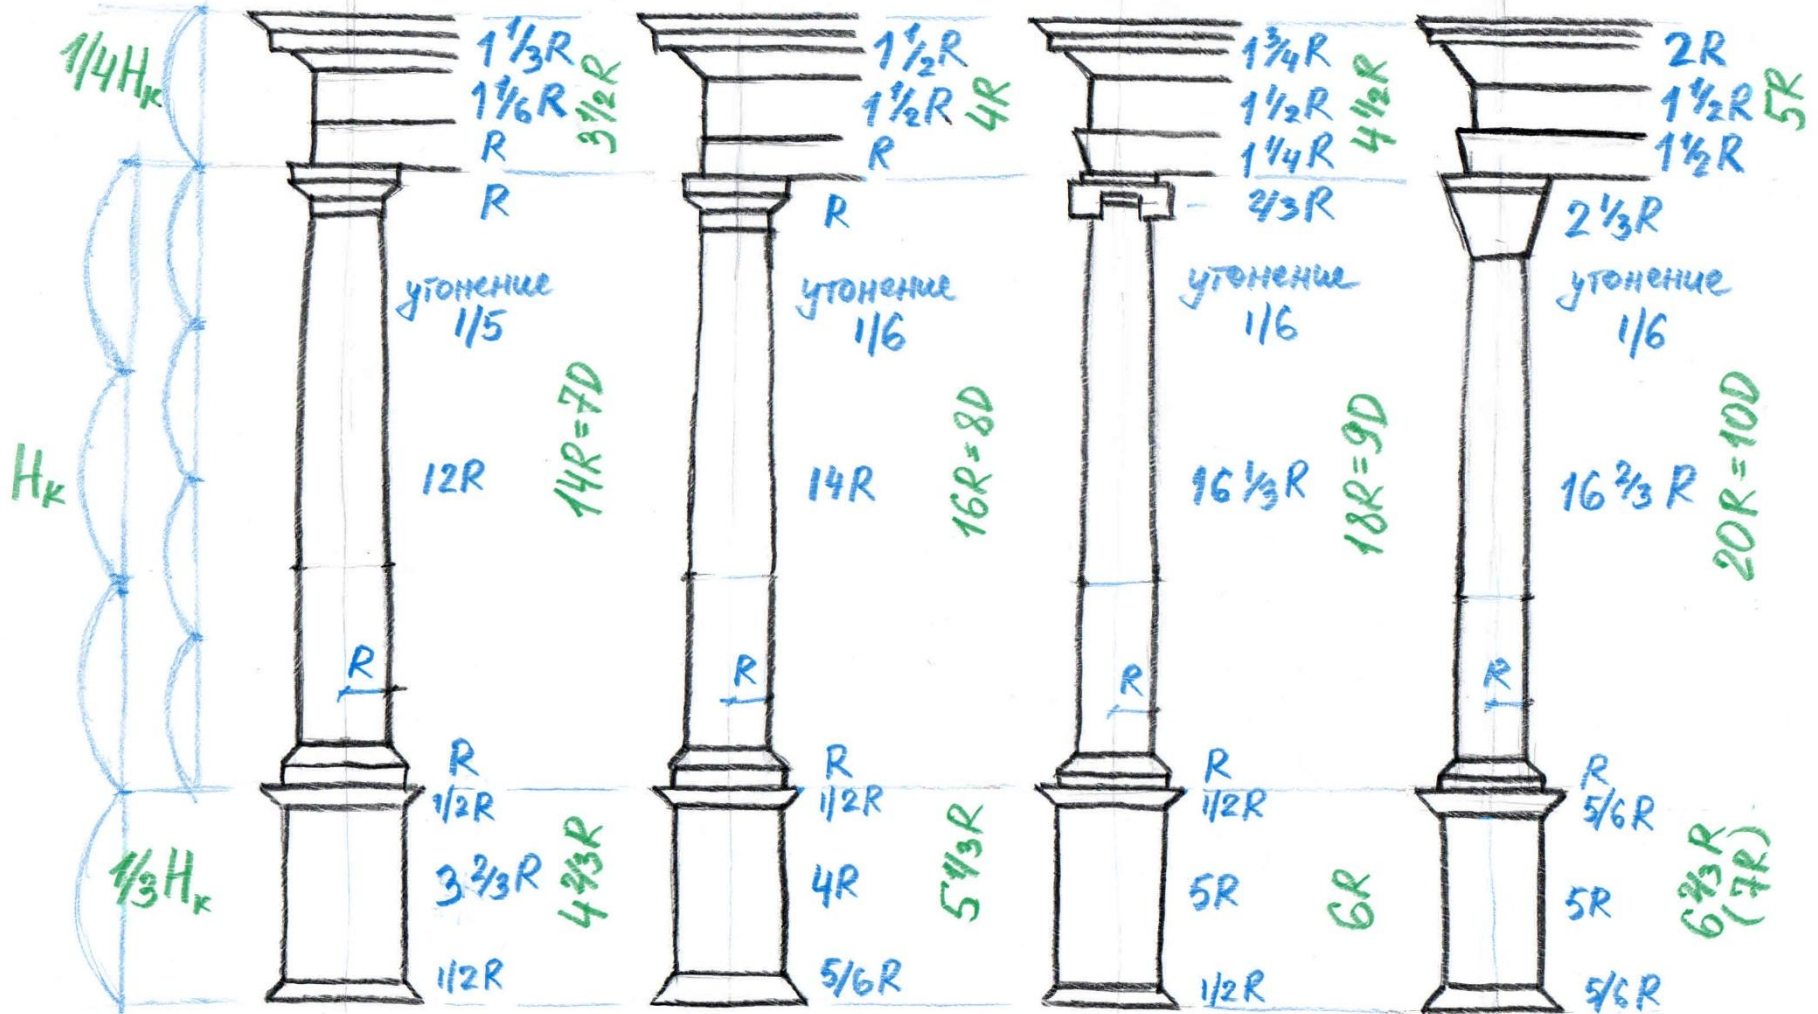 1/4Hк
Hк
1/3Hк
1 1/3R
1 1/6R
R
3 1/2R
R
утонение
1/5
12R
14R=7D
R
R
1/2R
3 2/3R
4 2/3R
1/2R
1 1/2R
1 1/2R
R
4R
R
утонение
1/6
14R
16R=8D
R
R
1/2R
4R
5 1/3R
5/6R
1 3/4R
1 1/2R
1 1/4R
4 1/2R
2/3R
утонение
1/6
16 1/3R
18R=9D
R
R
1/2R
5R
6R
1/2R
2R
1 1/2R
1 1/2R
5R
2 1/3R
утонение
1/6
16 2/3R
20R=10D
R
R
5/6R
5R
6 2/3R
(7R)
5/6R